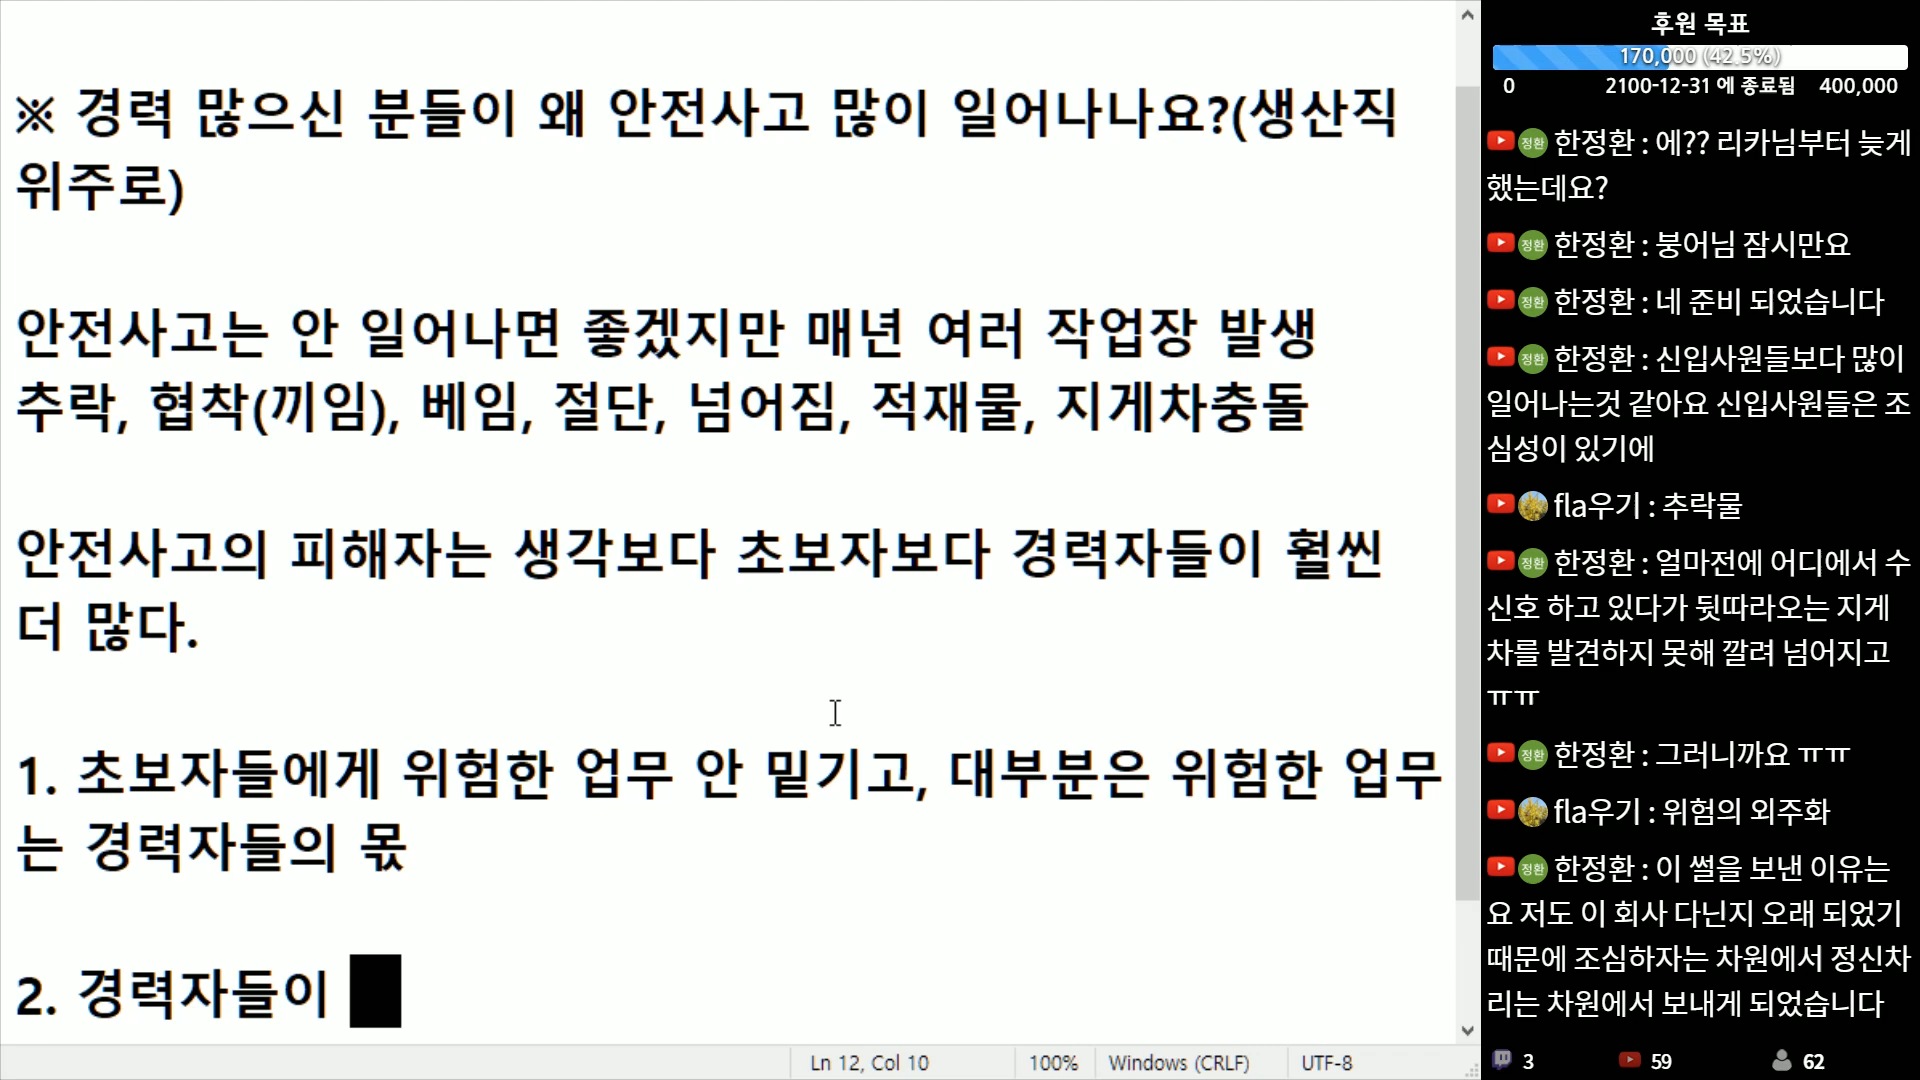 ※ 경력 많으신 분들이 왜 안전사고 많이 일어나나요?(생산직
위주로)
안전사고는 안 일어나면 좋겠지만 매년 여러 작업장 발생
추락, 협착(끼임), 베임, 절단, 넘어짐, 적재물, 지게차충돌
안전사고의 피해자는 생각보다 초보자보다 경력자들이 훨씬
더 많다.
1. 초보자들에게 위험한 업무 안 밑기고, 대부분은 위험한 업무
는 경력자들의 몫
2. 경력자들이
Ln 12, Col 10
100%
Windows (CRLF)
UTF-8
후원 목표
170,000 (42.5%)
0 2100-12-31 에 종료됨 400,000
정환 한정환 : 에?? 리카님부터 늦게
했는데요?
정환 한정환 : 붕어님 잠시만요
정환 한정환 : 네 준비 되었습니다
정환 한정환 : 신입사원들보다 많이
일어나는것 같아요 신입사원들은 조
심성이 있기에
fla우기 : 추락물
정환 한정환 : 얼마전에 어디에서 수
신호 하고 있다가 뒷따라오는 지게
차를 발견하지 못해 깔려 넘어지고
ㅠㅠ
정환 한정환 : 그러니까요 ㅠㅠ
fla우기 : 위험의 외주화
정환 한정환 : 이 썰을 보낸 이유는
요 저도 이 회사 다닌지 오래 되었기
때문에 조심하자는 차원에서 정신차
리는 차원에서 보내게 되었습니다
3 59 62